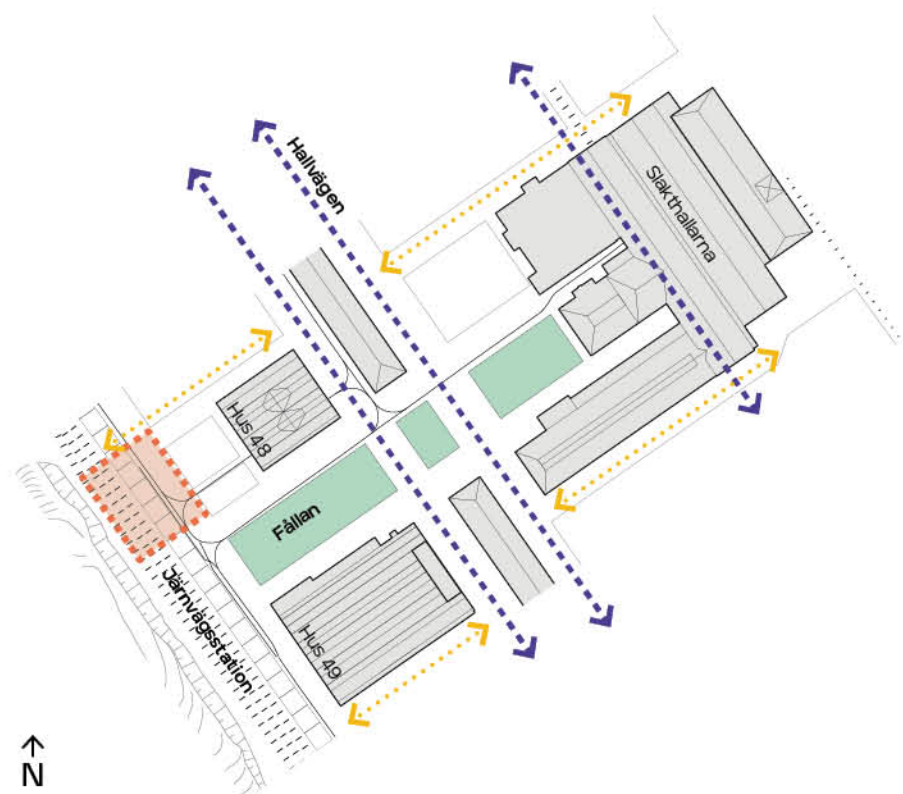 Hallvägen
Slakthallarna
Hus 48
Fållan
Järnvägsstation
Hus 49
N